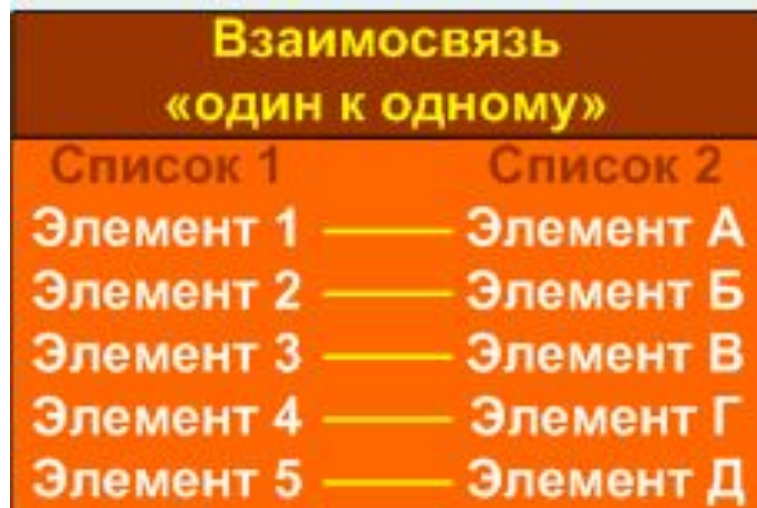 Взаимосвязь
«один к одному»
Список 1 Список 2
Элемент 1 Элемент А
Элемент 2 Элемент Б
Элемент 3 Элемент В
Элемент 4 Элемент Г
Элемент 5 Элемент Д